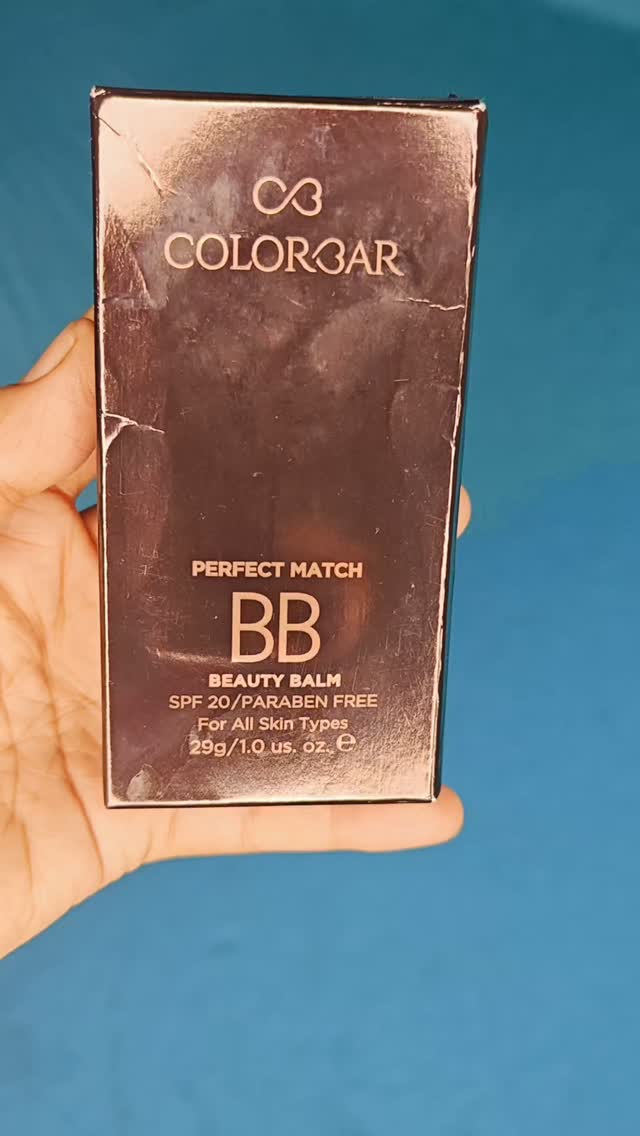 COLORBAR
PERFECT MATCH
BB
BEAUTY BALM
SPF 20/PARABEN FREE
For All Skin Types
29g/1.0 us. oz. ℮